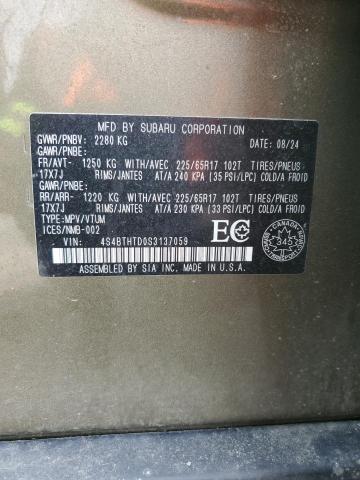 MFD BY SUBARU CORPORATION
GVWR/PNBV: 2280 KG DATE: 08/24
GAWR/PNBE:
FR/AVT- 1250 KG WITH/AVEC 225/65R17 102T TIRES/PNEUS
17X7J RIMS/JANTES AT/A 240 KPA (35 PSI/LPC) COLD/A FROID
GAWR/PNBE:
RR/ARR- 1220 KG WITH/AVEC 225/65R17 102T TIRES/PNEUS
17X7J RIMS/JANTES AT/A 230 KPA (33 PSI/LPC) COLD/A FROID
TYPE:MPV/VTUM
ICES/NMB-002
VIN: 4S4BTHTD0S3137059
ASSEMBLED BY SIA INC. MADE IN U.S.A.
EC
CANADA
345
TRANSPORT